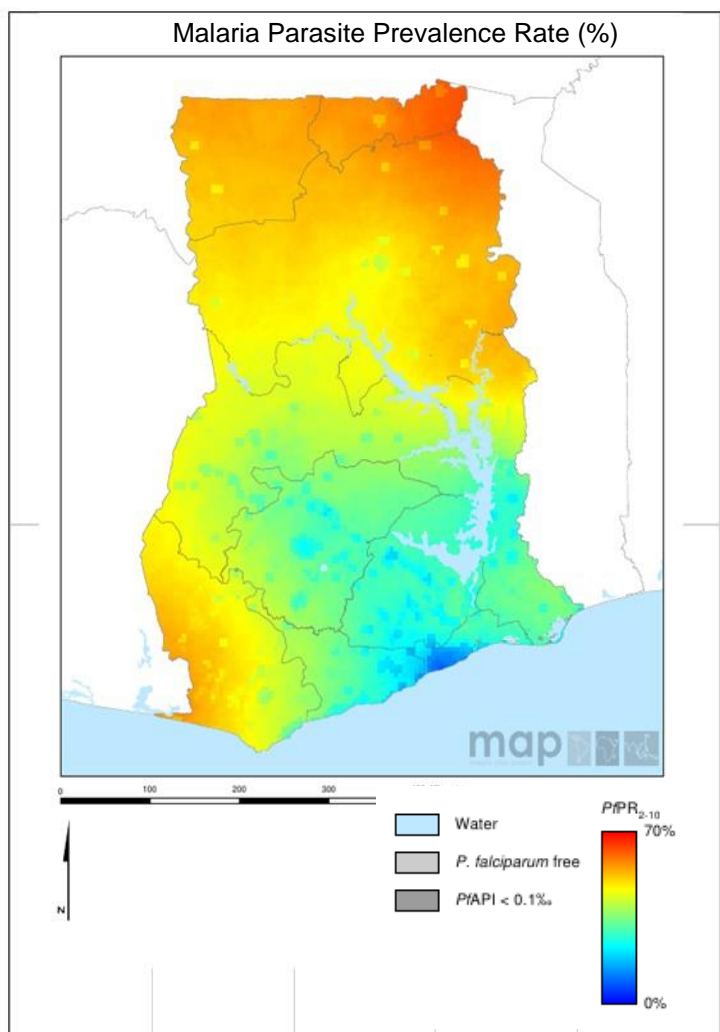 Malaria Parasite Prevalence Rate (%)
map
0 100 200 300
Water
P. falciparum free
PfAPI < 0.1‰
PfPR2-10
70%
0%
N